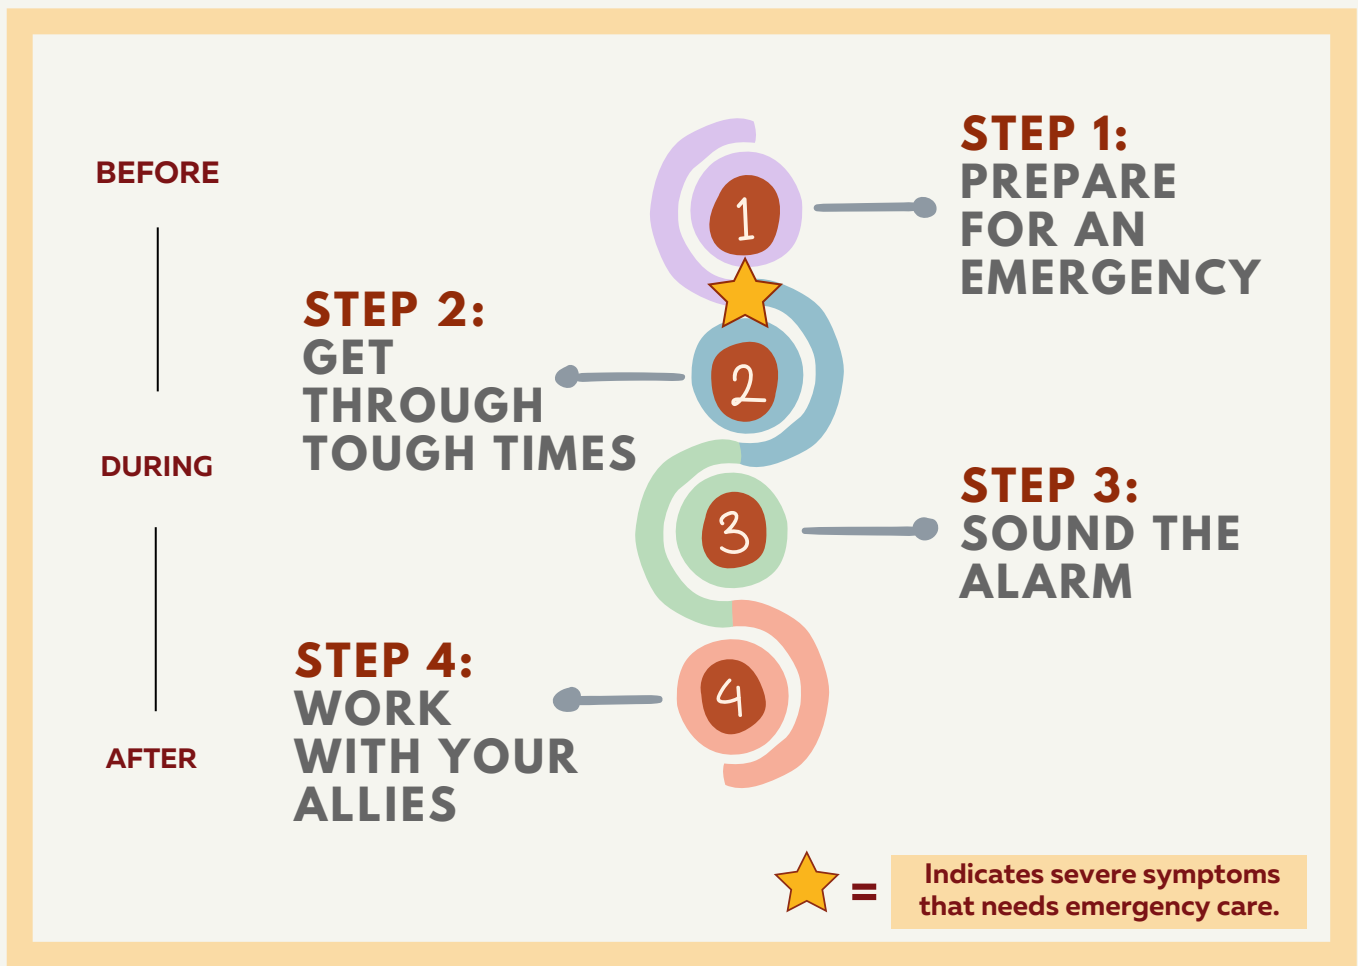 BEFORE
DURING
AFTER
STEP 1:
PREPARE
FOR AN
EMERGENCY
1
STEP 2:
GET
THROUGH
TOUGH TIMES
2
STEP 3:
SOUND THE
ALARM
3
STEP 4:
WORK
WITH YOUR
ALLIES
4
=
Indicates severe symptoms
that needs emergency care.